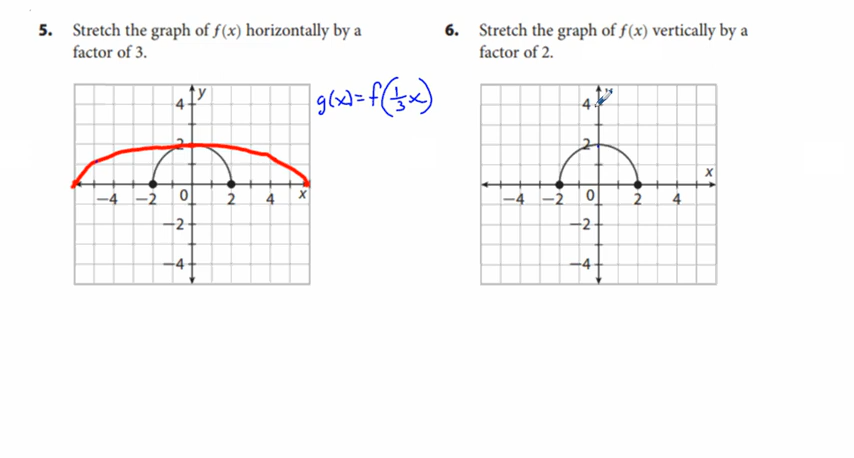 5. Stretch the graph of f(x) horizontally by a
factor of 3.
g(x)=f(1/3x)
4 y
2
−4 −2 0 2 4 x
−2
−4
6. Stretch the graph of f(x) vertically by a
factor of 2.
4
2
x
−4 −2 0 2 4
−2
−4